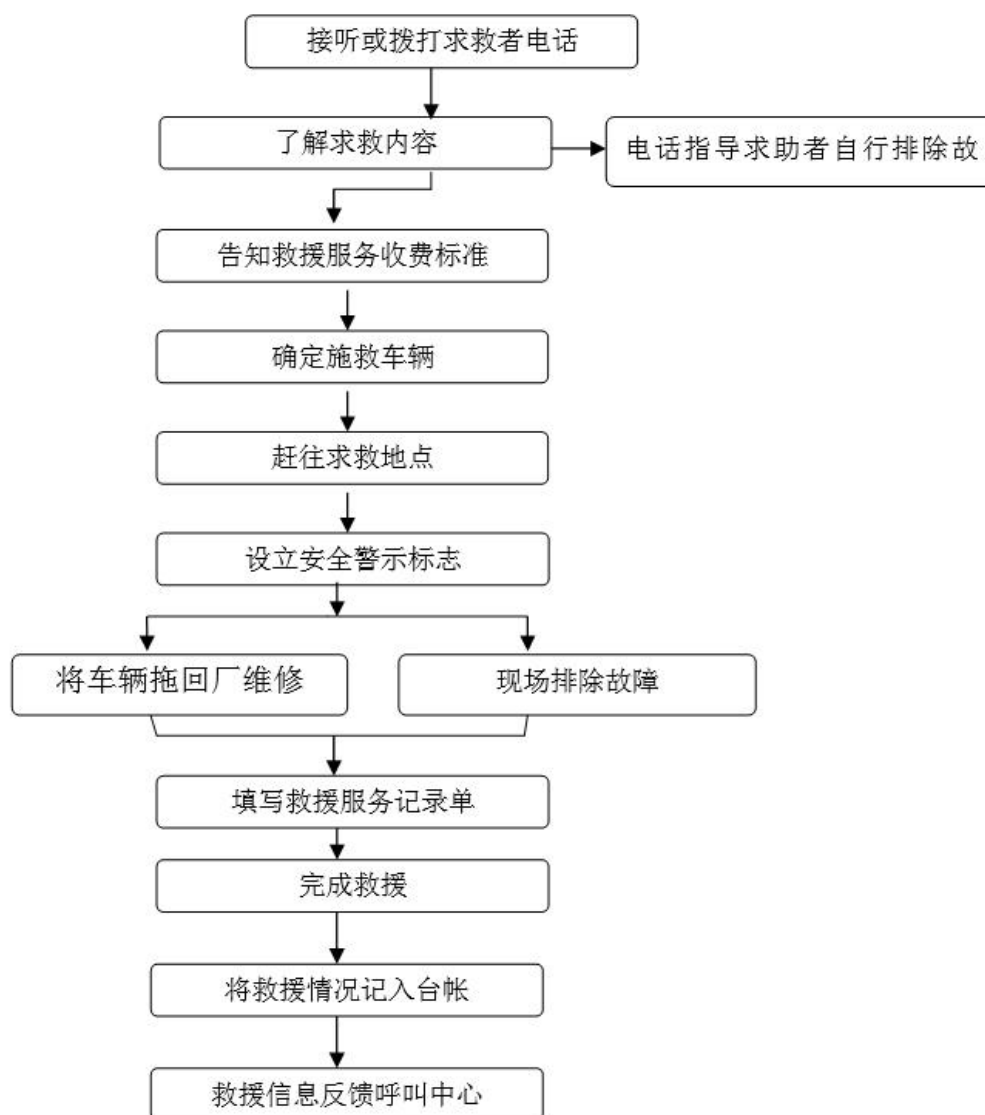 接听或拨打求救者电话
了解求救内容
电话指导求助者自行排除故
告知救援服务收费标准
确定施救车辆
赶往求救地点
设立安全警示标志
将车辆拖回厂维修
现场排除故障
填写救援服务记录单
完成救援
将救援情况记入台帐
救援信息反馈呼叫中心